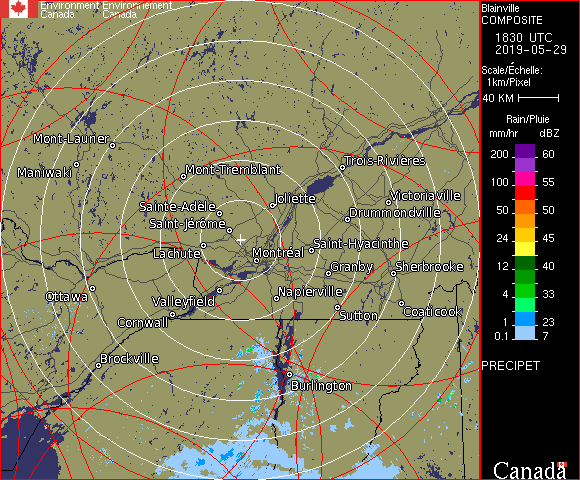 Environment Environnement
Canada Canada
Blainville
COMPOSITE
1830 UTC
2019-05-29
Scale/Échelle:
1km/Pixel
40 KM
Rain/Pluie
mm/hr dBZ
200 60
100 55
50 50
24 45
12 40
4 33
1 23
0.1 7
PRECIPET
Canada
Mont-Laurier
Maniwaki
Mont-Tremblant
Trois-Rivières
Joliette
Victoriaville
Sainte-Adèle
Drummondville
Saint-Jérôme
Lachute
Montréal
Saint-Hyacinthe
Granby
Sherbrooke
Ottawa
Valleyfield
Napierville
Cornwall
Sutton
Coaticook
Brockville
Burlington